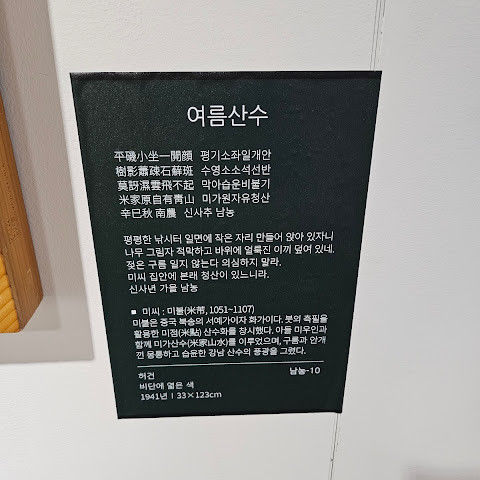 여름산수
平磯小坐一開顔 평기소좌일개안
樹影蕭疎石蘇斑 수영소소석선반
莫訝濕雲飛不起 막아습운비불기
米家原自有靑山 미가원자유청산
辛巳秋 南農 신사추 남농
평평한 낚시터 일면에 작은 자리 만들어 앉아 있자니
나무 그림자 적막하고 바위에 얼룩진 이끼 덮여 있네.
젖은 구름 일지 않는다 의심하지 말라.
미씨 집안에 본래 청산이 있느니라.
신사년 가을 남농
■ 미씨 : 미불(米芾, 1051~1107)
미불은 중국 북송의 서예가이자 화가이다. 붓의 측필을
활용한 미점(米點) 산수화를 창시했다. 아들 미우인과
함께 미가산수(米家山水)를 이루었으며, 구름과 안개
낀 몽롱하고 습윤한 강남 산수의 풍광을 그렸다.
허건 남농-10
비단에 엷은 색
1941년 | 33×123cm